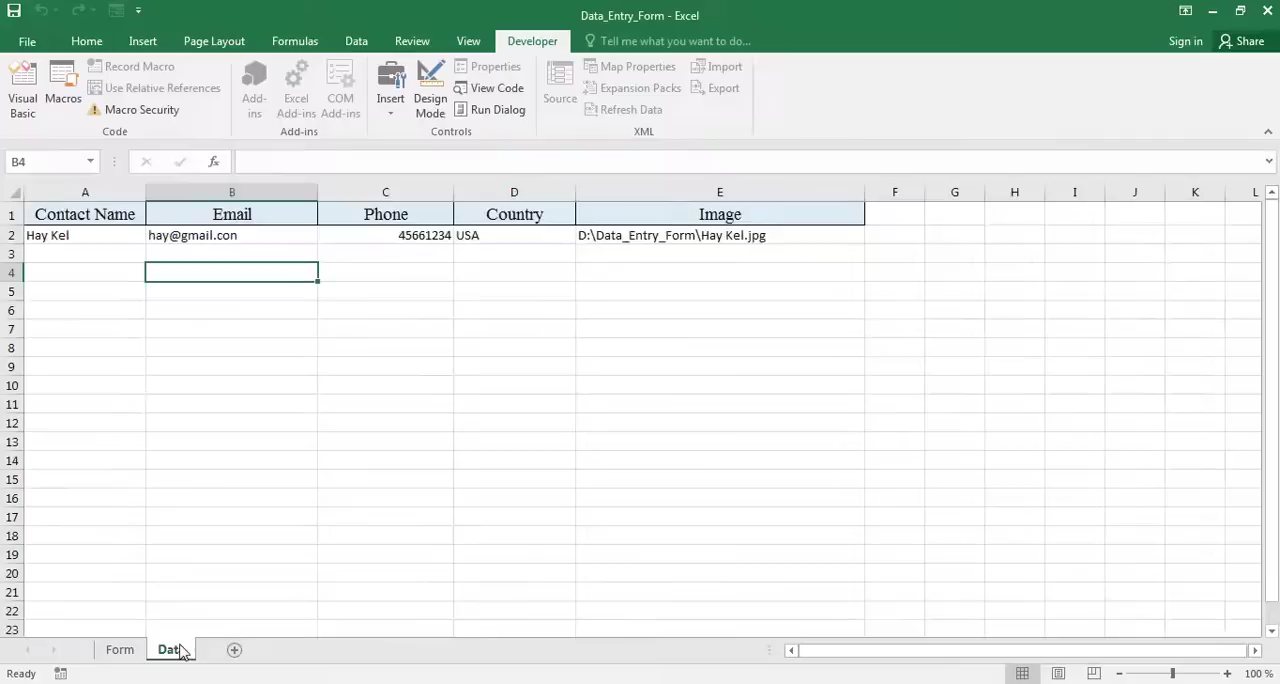 Data_Entry_Form - Excel
File Home Insert Page Layout Formulas Data Review View Developer Tell me what you want to do... Sign in Share
Visual Basic
Macros
Record Macro
Use Relative References
Macro Security
Code
Add-ins
Excel Add-ins
COM Add-ins
Add-ins
Insert
Design Mode
Properties
View Code
Run Dialog
Controls
Source
Map Properties
Expansion Packs
Refresh Data
Import
Export
XML
B4 fx
A B C D E F G H I J K L
1 Contact Name Email Phone Country Image
2 Hay Kel hay@gmail.con 45661234 USA D:\Data_Entry_Form\Hay Kel.jpg
3
4
5
6
7
8
9
10
11
12
13
14
15
16
17
18
19
20
21
22
23
Form Dat
Ready 100 %